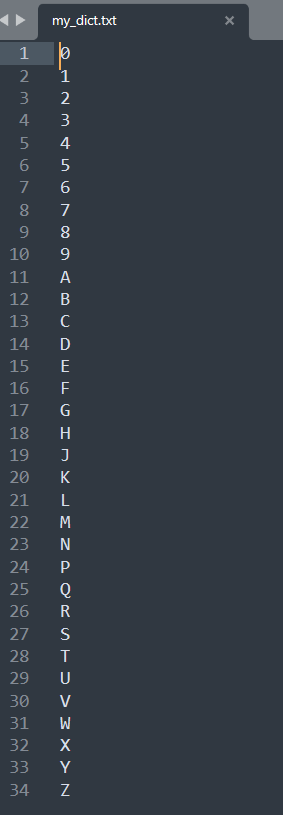 my_dict.txt
1 0
2 1
3 2
4 3
5 4
6 5
7 6
8 7
9 8
10 9
11 A
12 B
13 C
14 D
15 E
16 F
17 G
18 H
19 J
20 K
21 L
22 M
23 N
24 P
25 Q
26 R
27 S
28 T
29 U
30 V
31 W
32 X
33 Y
34 Z